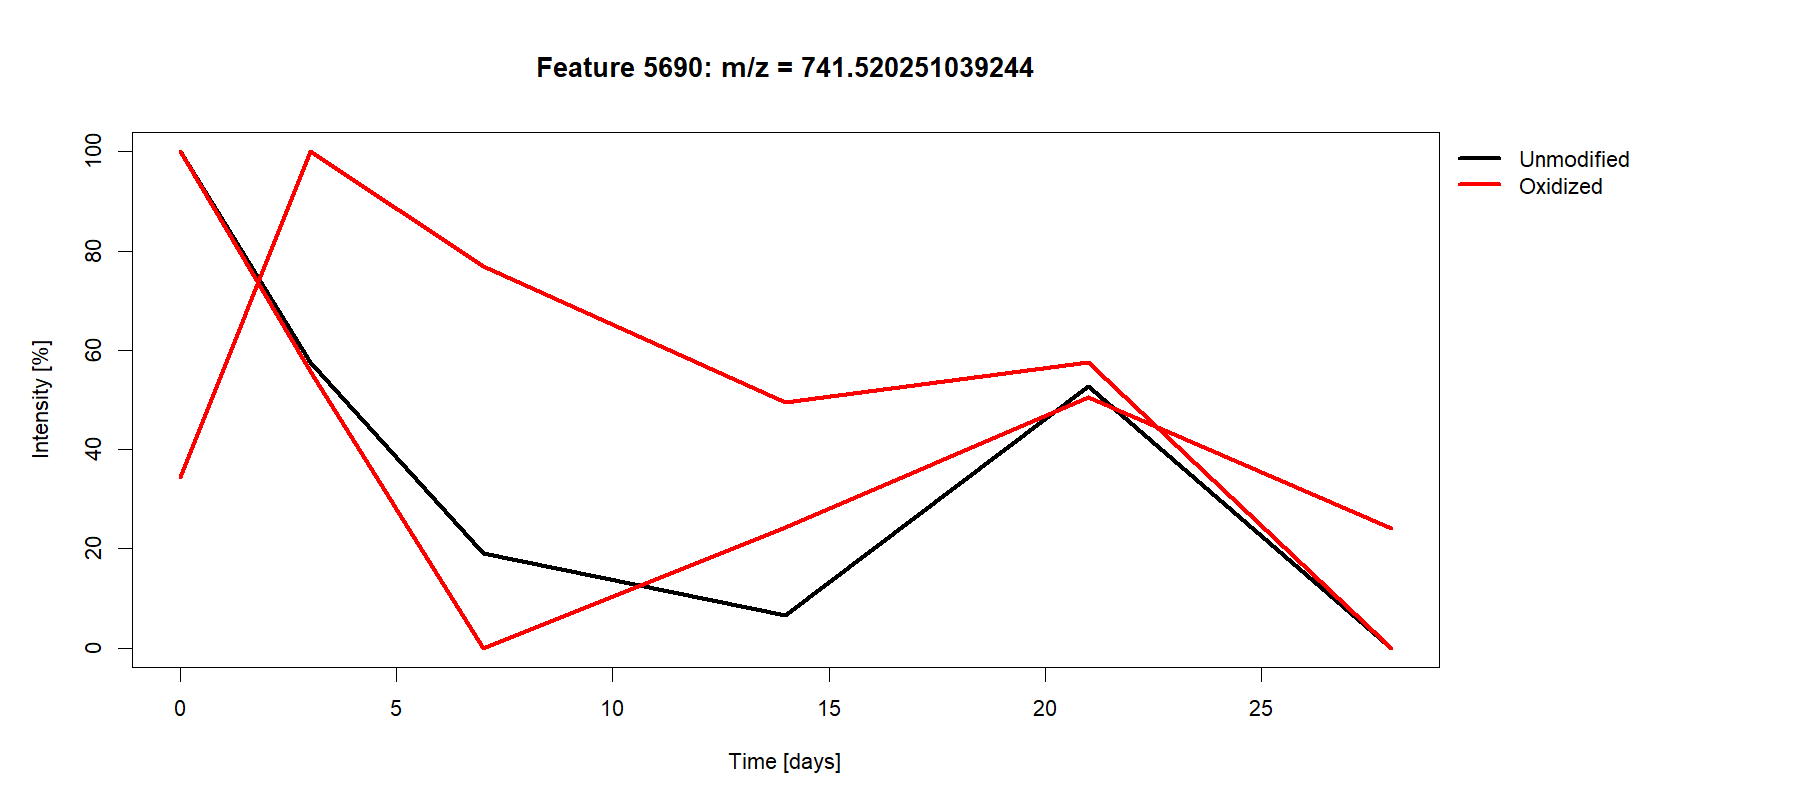 Feature 5690: m/z = 741.520251039244
Unmodified
Oxidized
100
80
60
40
20
0
Intensity [%]
0 5 10 15 20 25
Time [days]